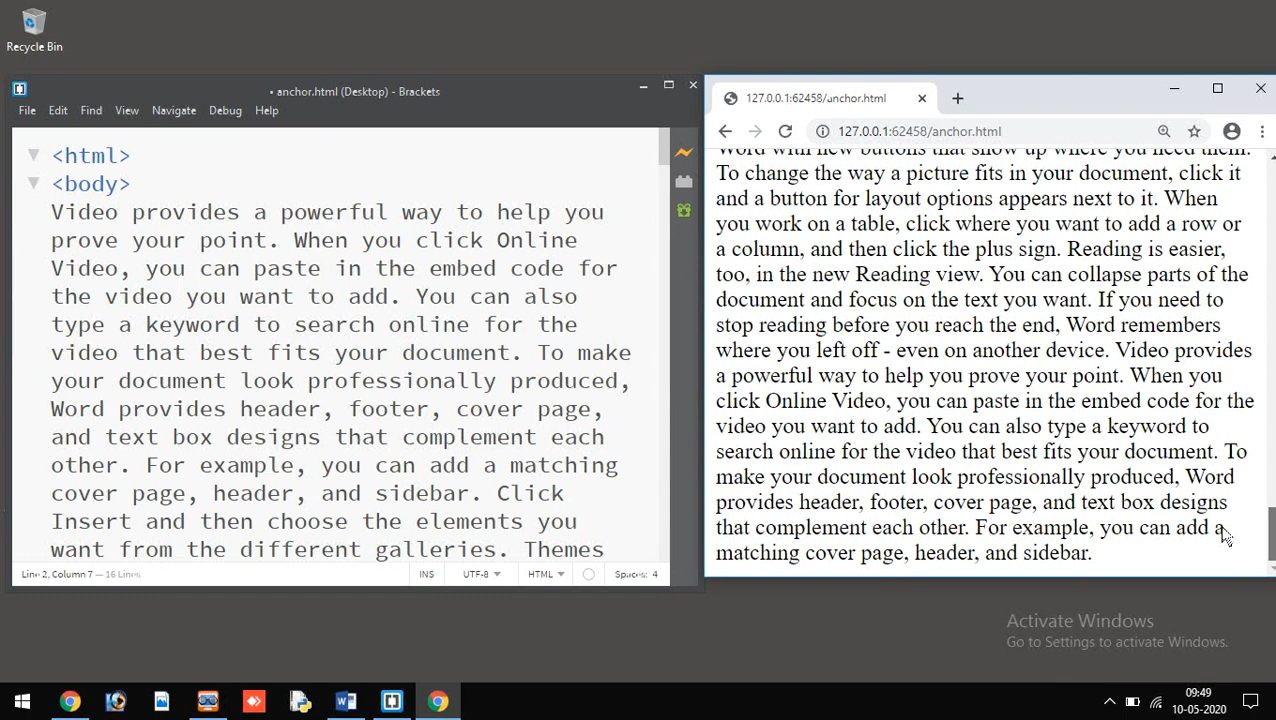 Recycle Bin
• anchor.html (Desktop) - Brackets
File Edit Find View Navigate Debug Help
<html>
<body>
Video provides a powerful way to help you
prove your point. When you click Online
Video, you can paste in the embed code for
the video you want to add. You can also
type a keyword to search online for the
video that best fits your document. To make
your document look professionally produced,
Word provides header, footer, cover page,
and text box designs that complement each
other. For example, you can add a matching
cover page, header, and sidebar. Click
Insert and then choose the elements you
want from the different galleries. Themes
Line 2, Column 7 — 16 Lines INS UTF-8 HTML Spaces: 4
127.0.0.1:62458/anchor.html
127.0.0.1:62458/anchor.html
Word with new buttons that show up where you need them.
To change the way a picture fits in your document, click it
and a button for layout options appears next to it. When
you work on a table, click where you want to add a row or
a column, and then click the plus sign. Reading is easier,
too, in the new Reading view. You can collapse parts of the
document and focus on the text you want. If you need to
stop reading before you reach the end, Word remembers
where you left off - even on another device. Video provides
a powerful way to help you prove your point. When you
click Online Video, you can paste in the embed code for the
video you want to add. You can also type a keyword to
search online for the video that best fits your document. To
make your document look professionally produced, Word
provides header, footer, cover page, and text box designs
that complement each other. For example, you can add a
matching cover page, header, and sidebar.
Activate Windows
Go to Settings to activate Windows.
09:49
10-05-2020